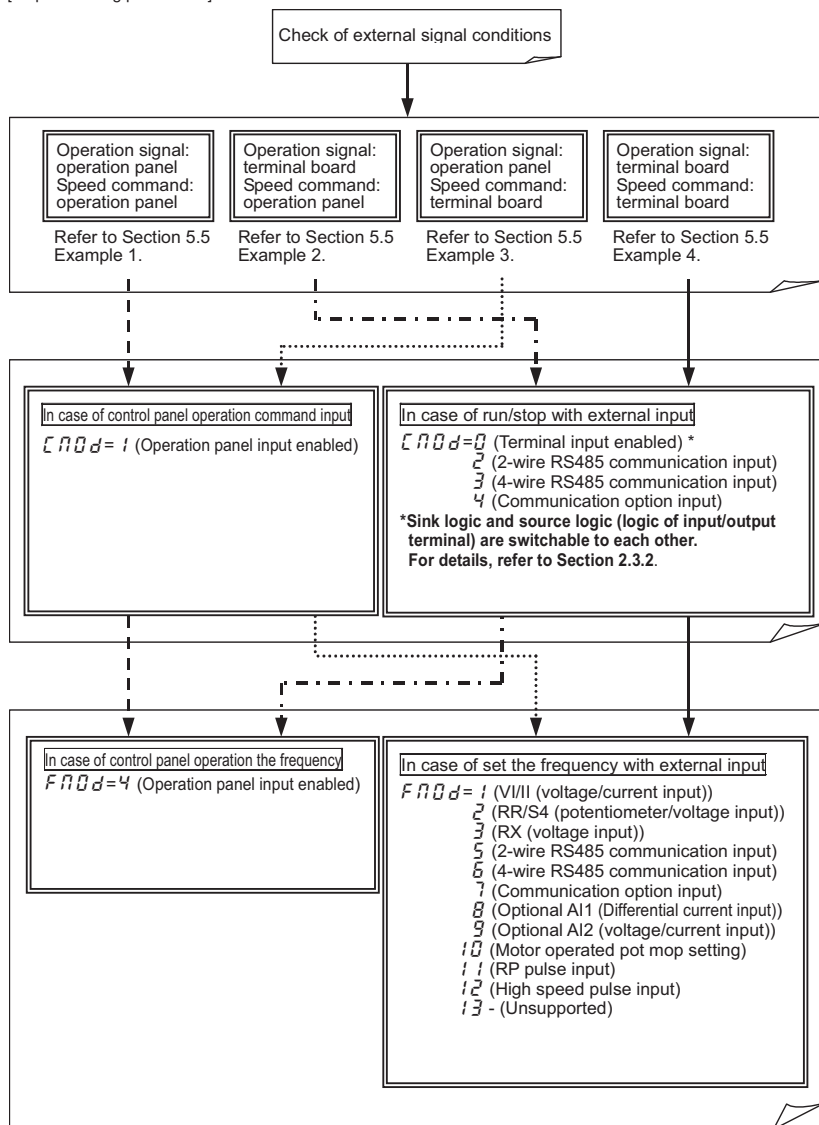 Check of external signal conditions
Operation signal:
operation panel
Speed command:
operation panel
Operation signal:
terminal board
Speed command:
operation panel
Operation signal:
operation panel
Speed command:
terminal board
Operation signal:
terminal board
Speed command:
terminal board
Refer to Section 5.5
Example 1.
Refer to Section 5.5
Example 2.
Refer to Section 5.5
Example 3.
Refer to Section 5.5
Example 4.
In case of control panel operation command input
CMOd=1 (Operation panel input enabled)
In case of run/stop with external input
CMOd=0 (Terminal input enabled) *
2 (2-wire RS485 communication input)
3 (4-wire RS485 communication input)
4 (Communication option input)
*Sink logic and source logic (logic of input/output
terminal) are switchable to each other.
For details, refer to Section 2.3.2.
In case of control panel operation the frequency
FMOd=4 (Operation panel input enabled)
In case of set the frequency with external input
FMOd=1 (VI/II (voltage/current input))
2 (RR/S4 (potentiometer/voltage input))
3 (RX (voltage input))
5 (2-wire RS485 communication input)
6 (4-wire RS485 communication input)
7 (Communication option input)
8 (Optional AI1 (Differential current input))
9 (Optional AI2 (voltage/current input))
10 (Motor operated pot mop setting)
11 (RP pulse input)
12 (High speed pulse input)
13 - (Unsupported)